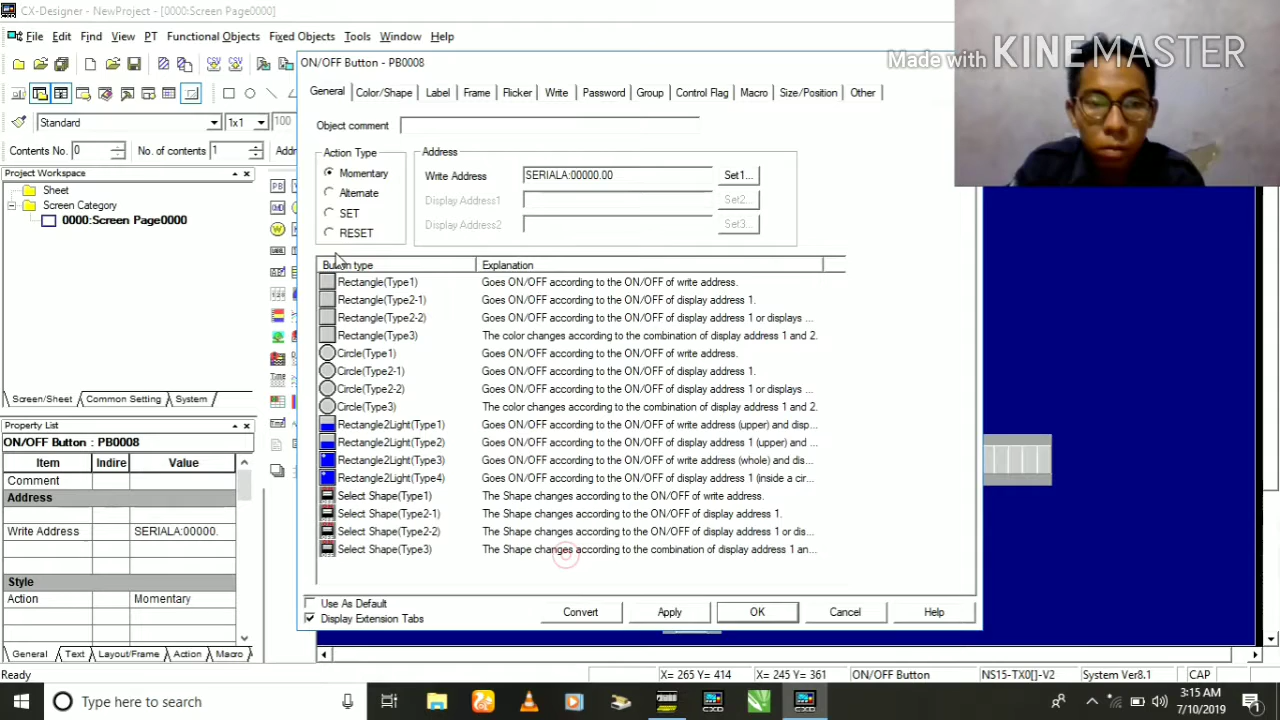 CX-Designer - NewProject - [0000:Screen Page0000]
File Edit Find View PT Functional Objects Fixed Objects Tools Window Help
Made with KINEMASTER
ON/OFF Button - PB0008
General Color/Shape Label Frame Flicker Write Password Group Control Flag Macro Size/Position Other
Standard 1x1 100
Object comment
Contents No. 0 No. of contents 1
Action Type Address
Project Workspace
Momentary Write Address SERIALA:00000.00 Set1...
Sheet
Alternate Display Address1 Set2...
Screen Category
SET
0000:Screen Page0000
RESET Display Address2 Set3...
Explanation
Rectangle(Type1) Goes ON/OFF according to the ON/OFF of write address.
Rectangle(Type2-1) Goes ON/OFF according to the ON/OFF of display address 1.
Rectangle(Type2-2) Goes ON/OFF according to the ON/OFF of display address 1 or displays ...
Rectangle(Type3) The color changes according to the combination of display address 1 and 2.
Circle(Type1) Goes ON/OFF according to the ON/OFF of write address.
Circle(Type2-1) Goes ON/OFF according to the ON/OFF of display address 1.
Circle(Type2-2) Goes ON/OFF according to the ON/OFF of display address 1 or displays ...
Circle(Type3) The color changes according to the combination of display address 1 and 2.
Screen/Sheet Common Setting System
Rectangle2Light(Type1) Goes ON/OFF according to the ON/OFF of write address (upper) and disp...
Property List
ON/OFF Button : PB0008
Rectangle2Light(Type2) Goes ON/OFF according to the ON/OFF of display address 1 (upper) and ...
Item Indire Value
Rectangle2Light(Type3) Goes ON/OFF according to the ON/OFF of write address (whole) and dis...
Comment
Rectangle2Light(Type4) Goes ON/OFF according to the ON/OFF of display address 1 (inside a cir...
Address
Select Shape(Type1) The Shape changes according to the ON/OFF of write address.
Select Shape(Type2-1) The Shape changes according to the ON/OFF of display address 1.
Write Address SERIALA:00000.
Select Shape(Type2-2) The Shape changes according to the ON/OFF of display address 1 or dis...
Select Shape(Type3) The Shape changes according to the combination of display address 1 an...
Style
Action Momentary
Use As Default
Display Extension Tabs
Convert Apply OK Cancel Help
General Text Layout/Frame Action Macro
Ready X= 265 Y= 414 X= 245 Y= 361 ON/OFF Button NS15-TX0[]-V2 System Ver8.1 CAP
Type here to search
3:15 AM
7/10/2019